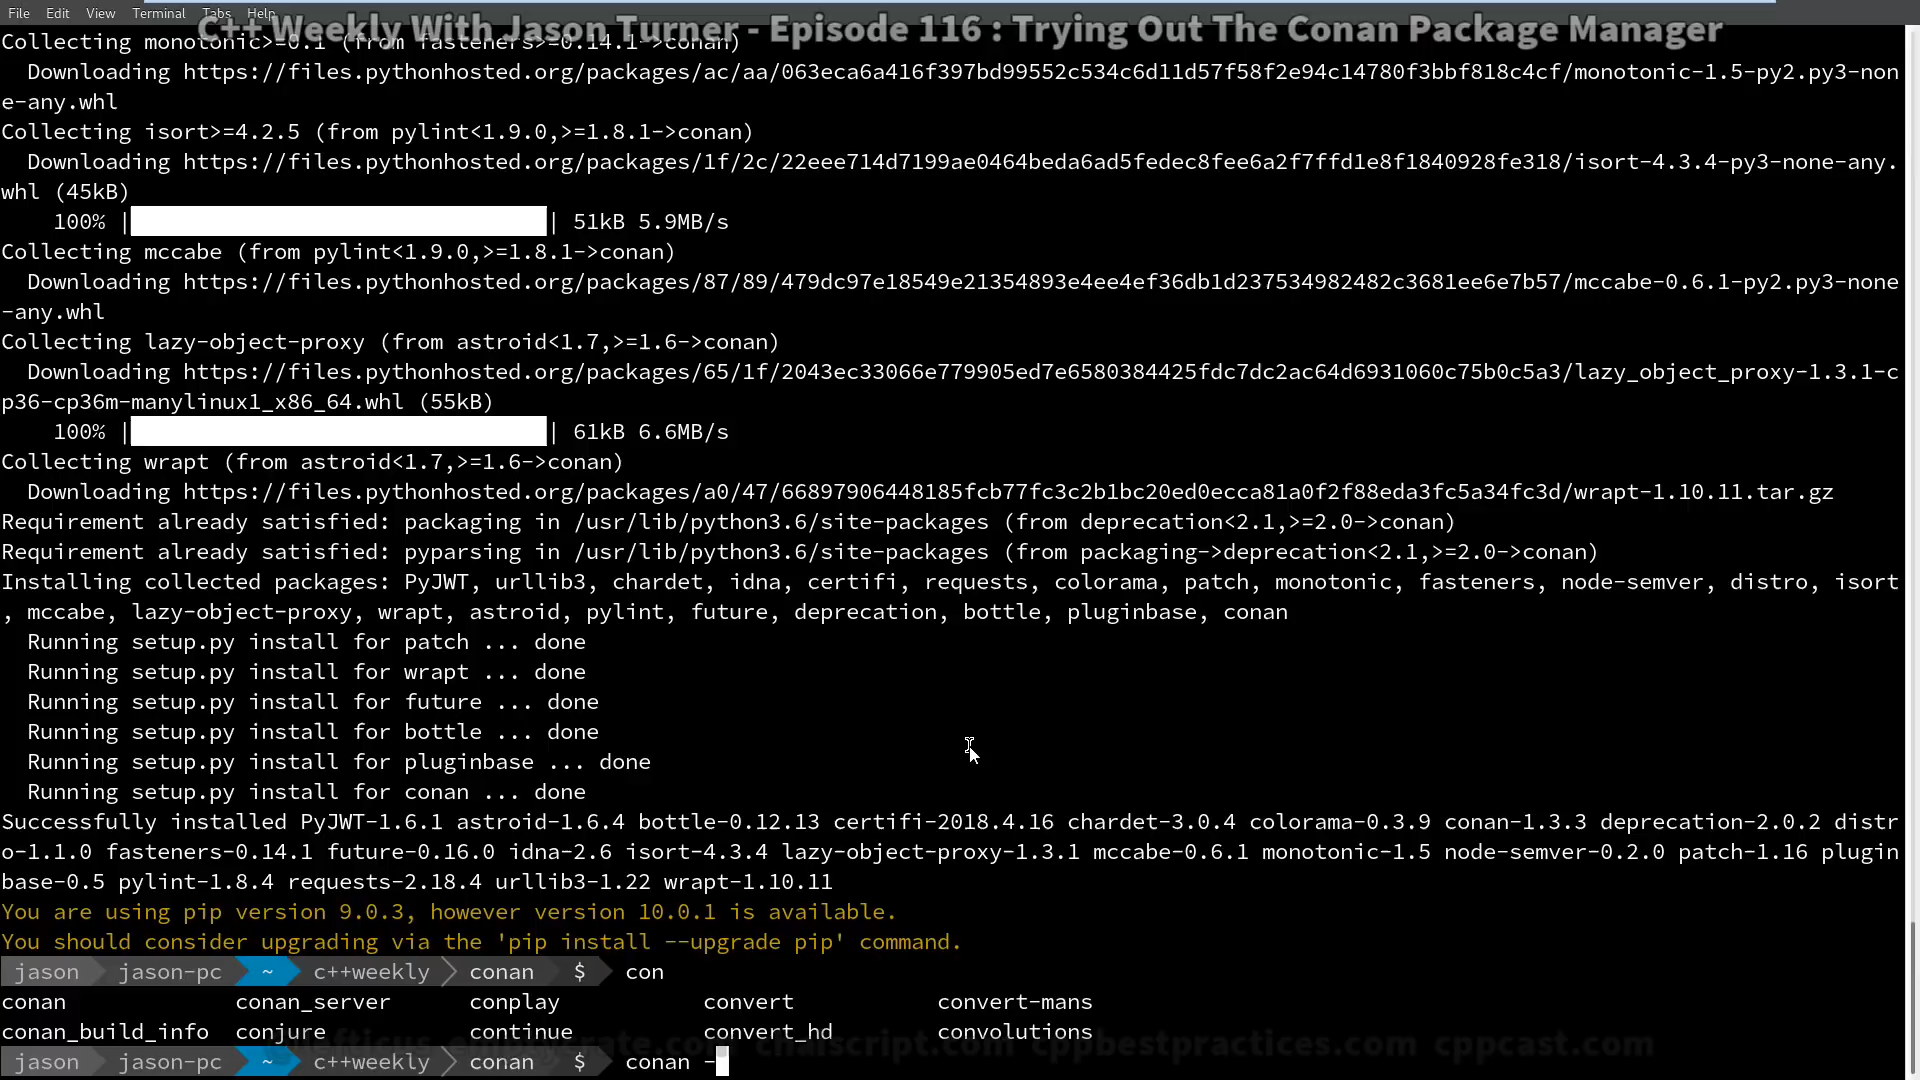 File Edit View Terminal Tabs Help
C++ Weekly With Jason Turner - Episode 116 : Trying Out The Conan Package Manager
Collecting monotonic>=0.1 (from fasteners>=0.14.1->conan)
  Downloading https://files.pythonhosted.org/packages/ac/aa/063eca6a416f397bd99552c534c6d11d57f58f2e94c14780f3bbf818c4cf/monotonic-1.5-py2.py3-non
e-any.whl
Collecting isort>=4.2.5 (from pylint<1.9.0,>=1.8.1->conan)
  Downloading https://files.pythonhosted.org/packages/1f/2c/22eee714d7199ae0464beda6ad5fedec8fee6a2f7ffd1e8f1840928fe318/isort-4.3.4-py3-none-any.
whl (45kB)
    100% | | 51kB 5.9MB/s
Collecting mccabe (from pylint<1.9.0,>=1.8.1->conan)
  Downloading https://files.pythonhosted.org/packages/87/89/479dc97e18549e21354893e4ee4ef36db1d237534982482c3681ee6e7b57/mccabe-0.6.1-py2.py3-none
-any.whl
Collecting lazy-object-proxy (from astroid<1.7,>=1.6->conan)
  Downloading https://files.pythonhosted.org/packages/65/1f/2043ec33066e779905ed7e6580384425fdc7dc2ac64d6931060c75b0c5a3/lazy_object_proxy-1.3.1-c
p36-cp36m-manylinux1_x86_64.whl (55kB)
    100% | | 61kB 6.6MB/s
Collecting wrapt (from astroid<1.7,>=1.6->conan)
  Downloading https://files.pythonhosted.org/packages/a0/47/66897906448185fcb77fc3c2b1bc20ed0ecca81a0f2f88eda3fc5a34fc3d/wrapt-1.10.11.tar.gz
Requirement already satisfied: packaging in /usr/lib/python3.6/site-packages (from deprecation<2.1,>=2.0->conan)
Requirement already satisfied: pyparsing in /usr/lib/python3.6/site-packages (from packaging->deprecation<2.1,>=2.0->conan)
Installing collected packages: PyJWT, urllib3, chardet, idna, certifi, requests, colorama, patch, monotonic, fasteners, node-semver, distro, isort
, mccabe, lazy-object-proxy, wrapt, astroid, pylint, future, deprecation, bottle, pluginbase, conan
  Running setup.py install for patch ... done
  Running setup.py install for wrapt ... done
  Running setup.py install for future ... done
  Running setup.py install for bottle ... done
  Running setup.py install for pluginbase ... done
  Running setup.py install for conan ... done
Successfully installed PyJWT-1.6.1 astroid-1.6.4 bottle-0.12.13 certifi-2018.4.16 chardet-3.0.4 colorama-0.3.9 conan-1.3.3 deprecation-2.0.2 distr
o-1.1.0 fasteners-0.14.1 future-0.16.0 idna-2.6 isort-4.3.4 lazy-object-proxy-1.3.1 mccabe-0.6.1 monotonic-1.5 node-semver-0.2.0 patch-1.16 plugin
base-0.5 pylint-1.8.4 requests-2.18.4 urllib3-1.22 wrapt-1.10.11
You are using pip version 9.0.3, however version 10.0.1 is available.
You should consider upgrading via the 'pip install --upgrade pip' command.
jason jason-pc ~ c++weekly conan $ con
conan conan_server conplay convert convert-mans
conan_build_info conjure continue convert_hd convolutions
chaiscript.com cppbestpractices.com cppcast.com
jason jason-pc ~ c++weekly conan $ conan -